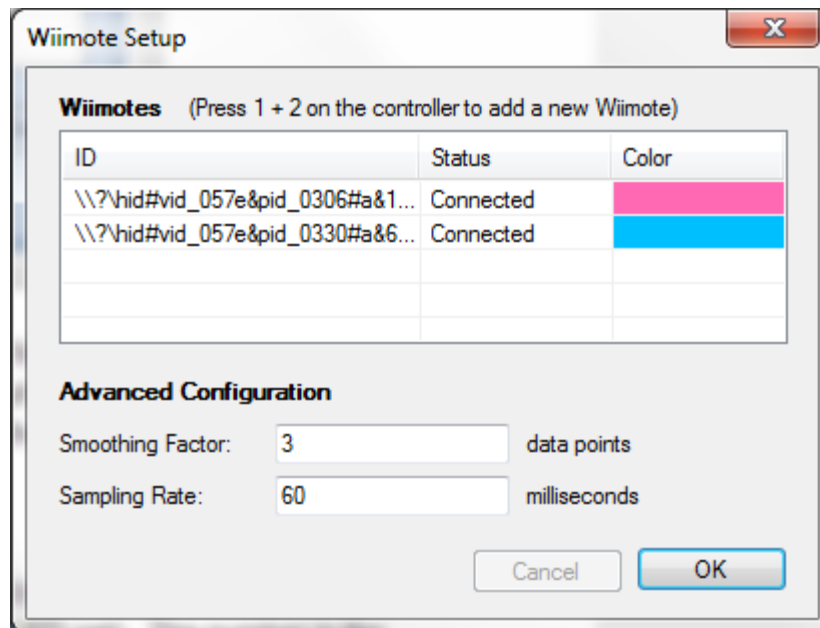 Wiimote Setup
Wiimotes (Press 1 + 2 on the controller to add a new Wiimote)
ID Status Color
\\?\hid#vid_057e&pid_0306#a&1... Connected
\\?\hid#vid_057e&pid_0330#a&6... Connected
Advanced Configuration
Smoothing Factor: 3 data points
Sampling Rate: 60 milliseconds
Cancel OK